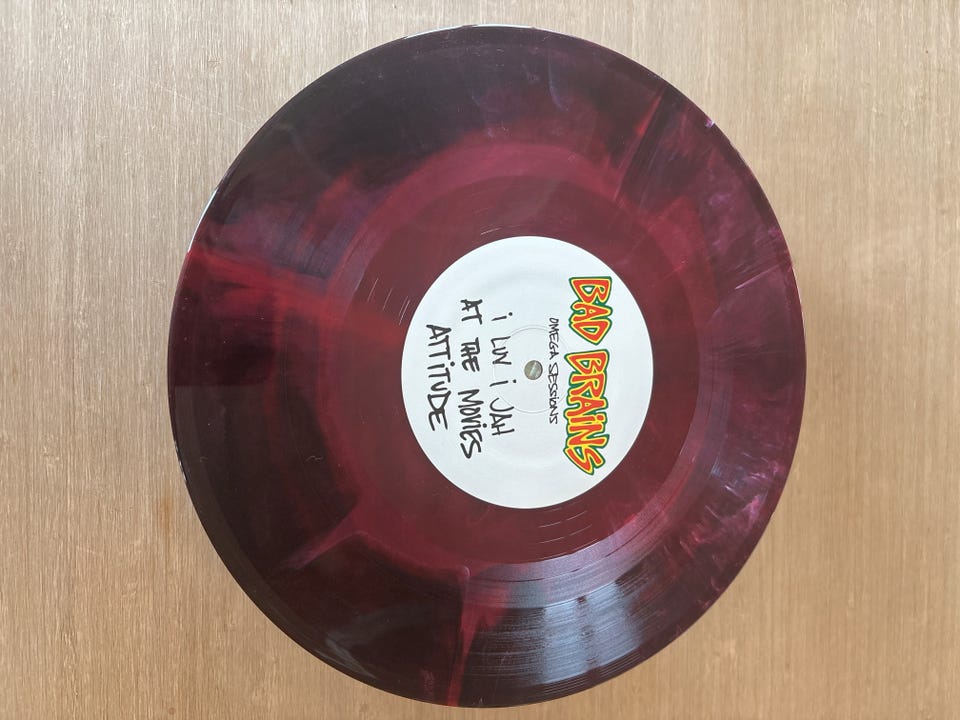 BAD BRAiNS
OMEGA SESSiONS
i LUV i JAH
AT THE MOViES
ATTiTUDE